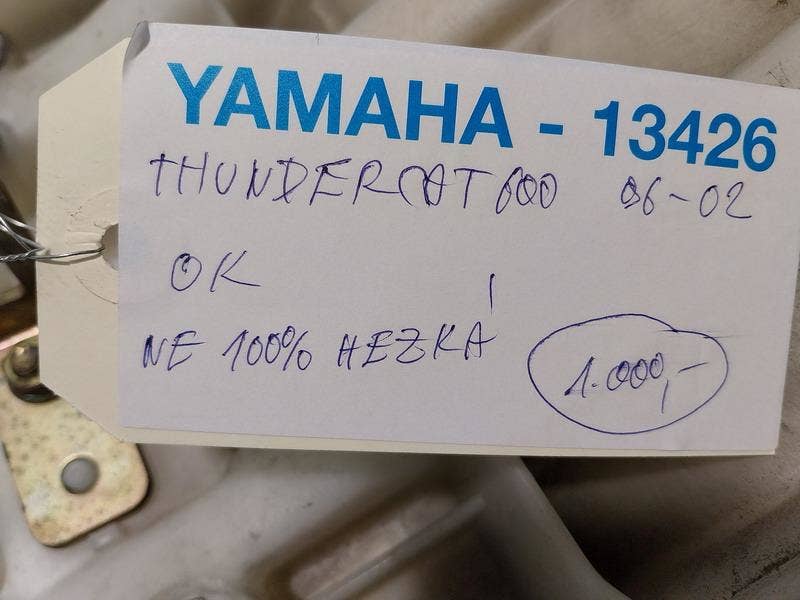 YAMAHA - 13426
THUNDERCAT 600 96-02
OK
NE 100% HEZKÁ
1.000,-